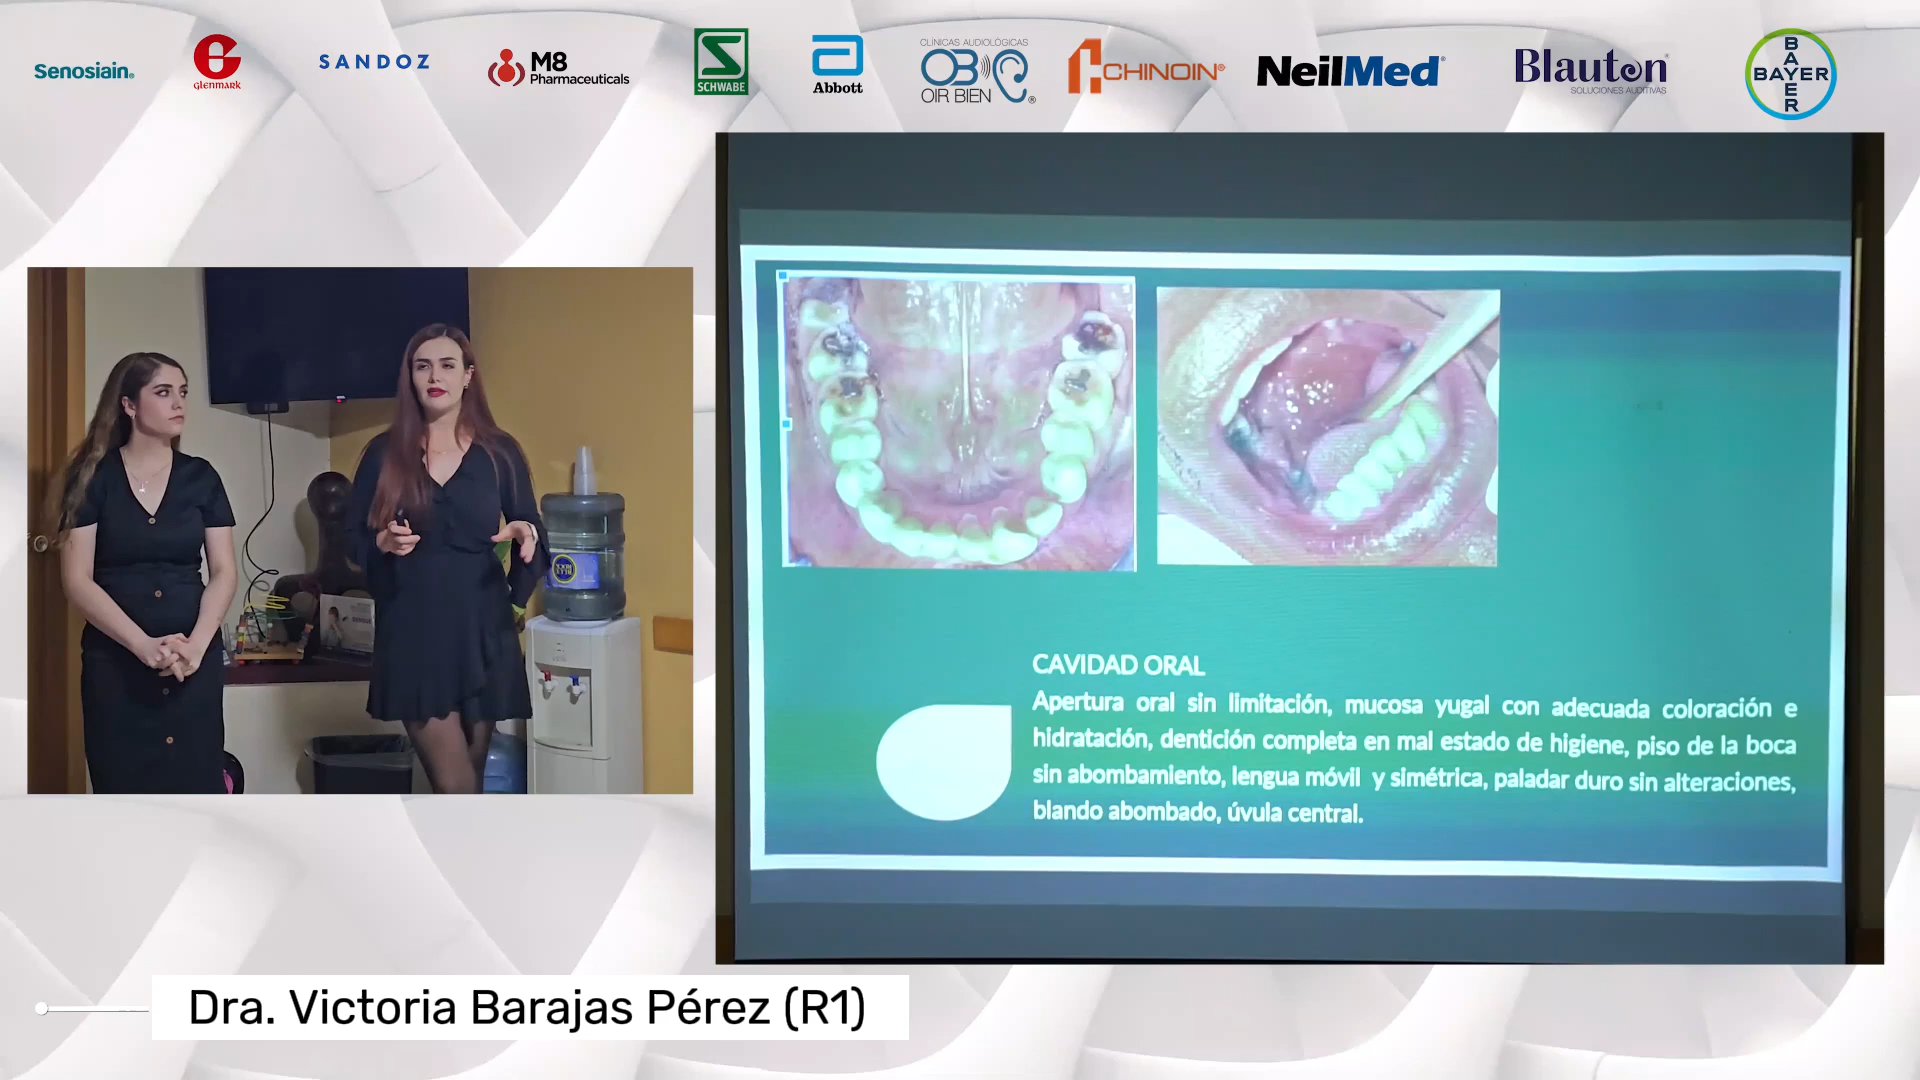 Senosiain®
GLENMARK
SANDOZ
M8
Pharmaceuticals
SCHWABE
Abbott
CLÍNICAS AUDIOLÓGICAS
OB
OIR BIEN®
CHINOIN®
NeilMed®
Blauton®
SOLUCIONES AUDITIVAS
BAYER
BAYER
CAVIDAD ORAL
Apertura oral sin limitación, mucosa yugal con adecuada coloración e
hidratación, dentición completa en mal estado de higiene, piso de la boca
sin abombamiento, lengua móvil y simétrica, paladar duro sin alteraciones,
blando abombado, úvula central.
Dra. Victoria Barajas Pérez (R1)